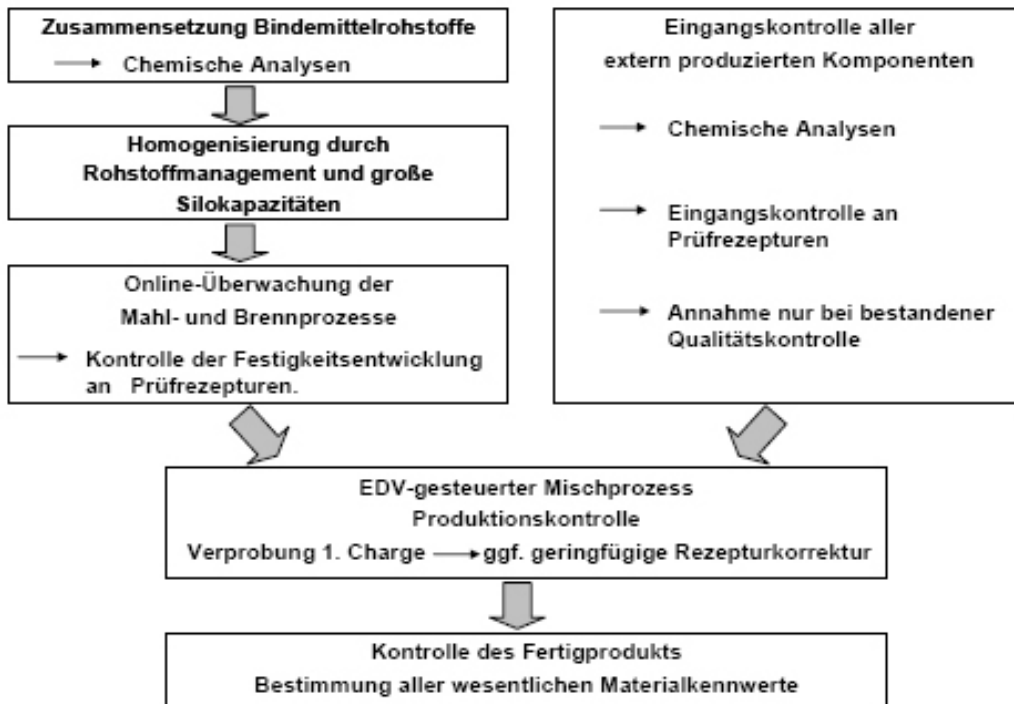 Zusammensetzung Bindemittelrohstoffe
→ Chemische Analysen
Homogenisierung durch
Rohstoffmanagement und große
Silokapazitäten
Online-Überwachung der
Mahl- und Brennprozesse
→ Kontrolle der Festigkeitsentwicklung
an Prüfrezepturen.
Eingangskontrolle aller
extern produzierten Komponenten
→ Chemische Analysen
→ Eingangskontrolle an
Prüfrezepturen
→ Annahme nur bei bestandener
Qualitätskontrolle
EDV-gesteuerter Mischprozess
Produktionskontrolle
Verprobung 1. Charge → ggf. geringfügige Rezepturkorrektur
Kontrolle des Fertigprodukts
Bestimmung aller wesentlichen Materialkennwerte